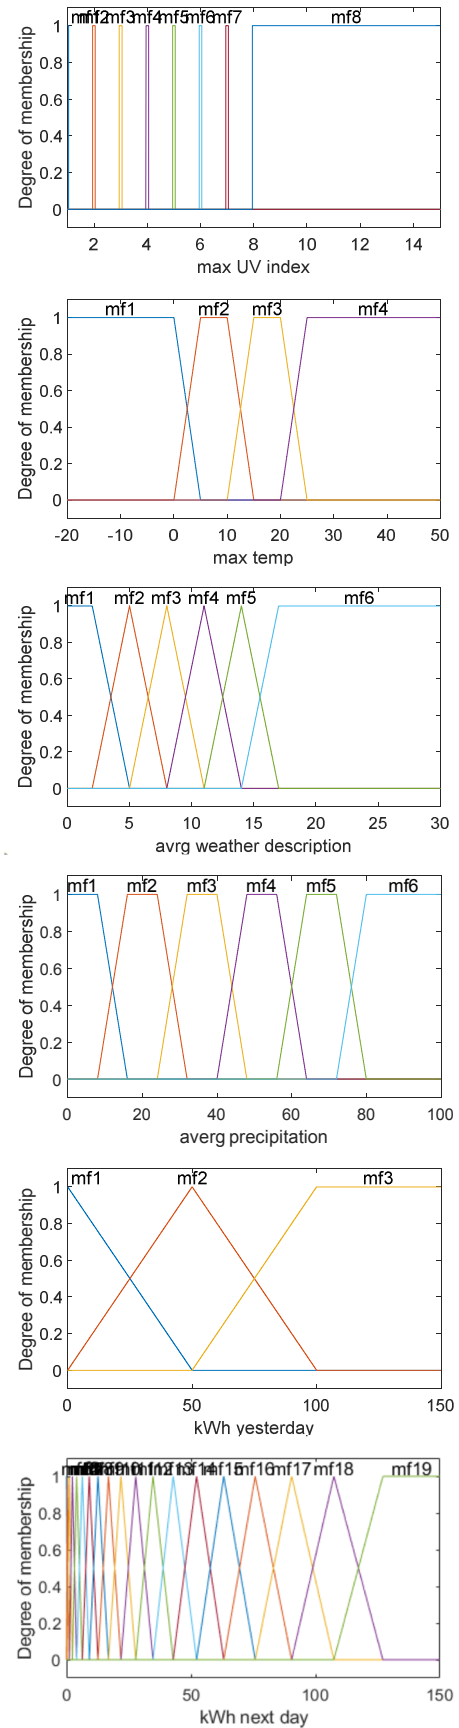 mf1 mf2 mf3 mf4 mf5 mf6 mf7 mf8
1
0.8
0.6
0.4
0.2
0
Degree of membership
2 4 6 8 10 12 14
max UV index
mf1 mf2 mf3 mf4
1
0.8
0.6
0.4
0.2
0
Degree of membership
-20 -10 0 10 20 30 40 50
max temp
mf1 mf2 mf3 mf4 mf5 mf6
1
0.8
0.6
0.4
0.2
0
Degree of membership
0 5 10 15 20 25 30
avrg weather description
mf1 mf2 mf3 mf4 mf5 mf6
1
0.8
0.6
0.4
0.2
0
Degree of membership
0 20 40 60 80 100
averg precipitation
mf1 mf2 mf3
1
0.8
0.6
0.4
0.2
0
Degree of membership
0 50 100 150
kWh yesterday
mf10 mf12 mf13 mf14 mf15 mf16 mf17 mf18 mf19
1
0.8
0.6
0.4
0.2
0
Degree of membership
0 50 100 150
kWh next day